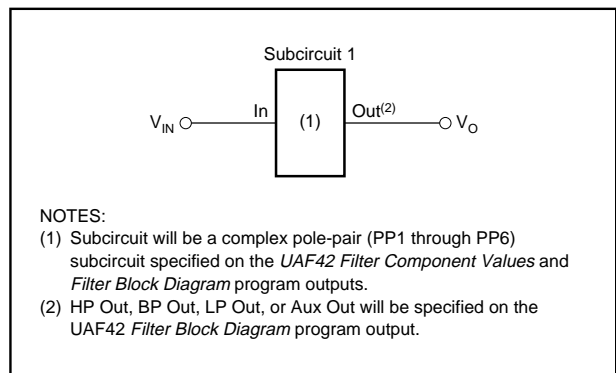 Subcircuit 1
V_IN In (1) Out(2) V_O
NOTES:
(1) Subcircuit will be a complex pole-pair (PP1 through PP6)
subcircuit specified on the UAF42 Filter Component Values and
Filter Block Diagram program outputs.
(2) HP Out, BP Out, LP Out, or Aux Out will be specified on the
UAF42 Filter Block Diagram program output.